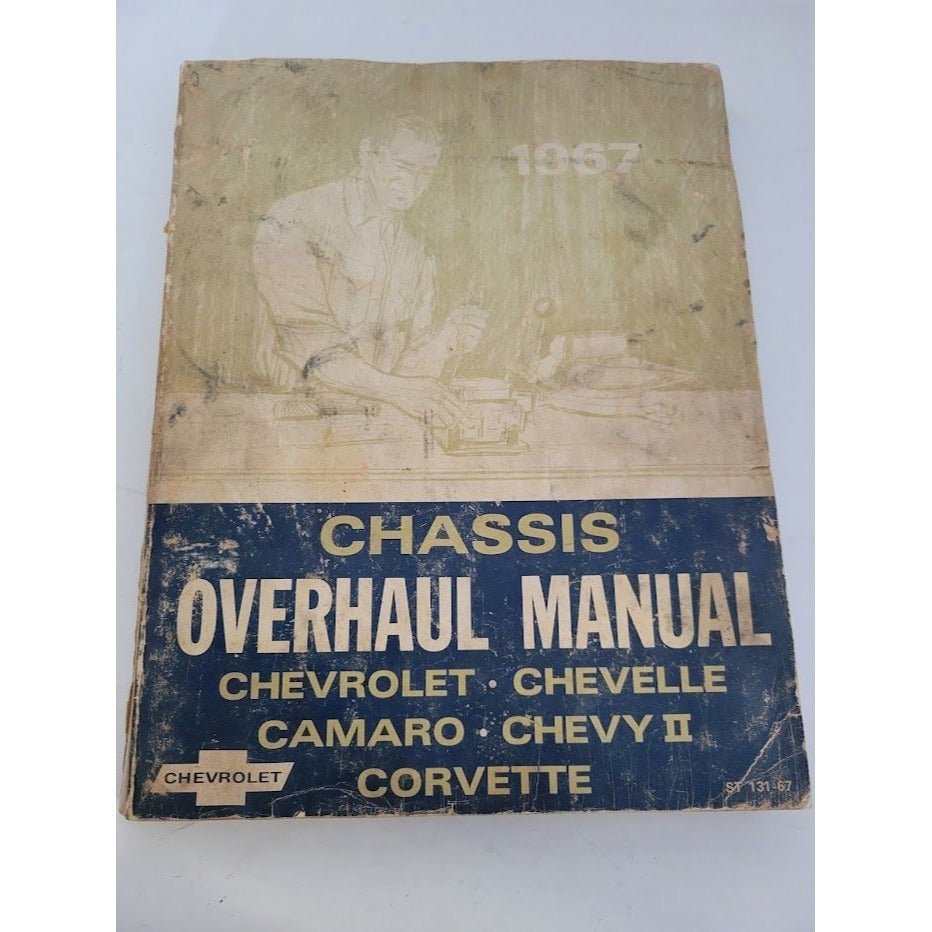 1967
CHASSIS
OVERHAUL MANUAL
CHEVROLET • CHEVELLE
CAMARO • CHEVY II
CORVETTE
CHEVROLET
ST 131-67